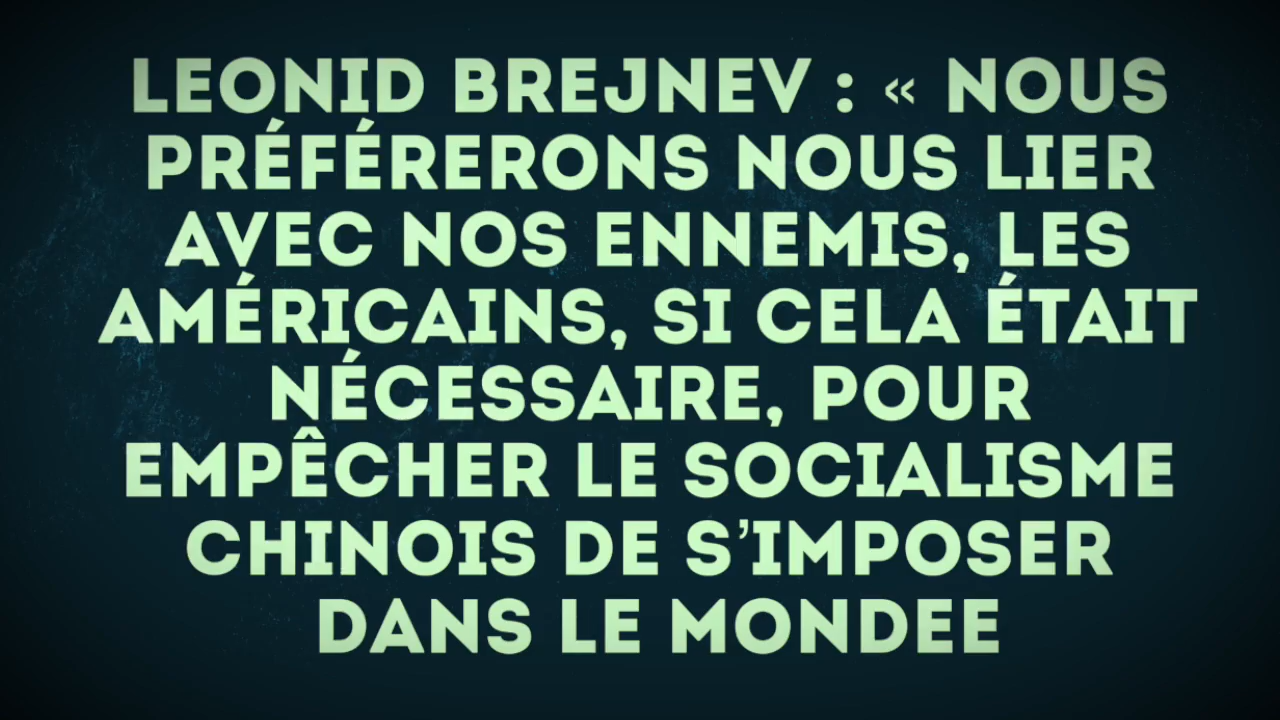 LEONID BREJNEV : « NOUS
PRÉFÉRERONS NOUS LIER
AVEC NOS ENNEMIS, LES
AMÉRICAINS, SI CELA ÉTAIT
NÉCESSAIRE, POUR
EMPÊCHER LE SOCIALISME
CHINOIS DE S’IMPOSER
DANS LE MONDEE